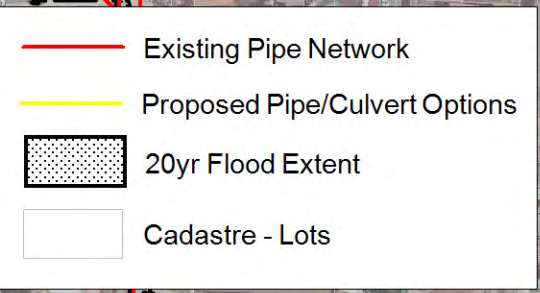 Existing Pipe Network
Proposed Pipe/Culvert Options
20yr Flood Extent
Cadastre - Lots